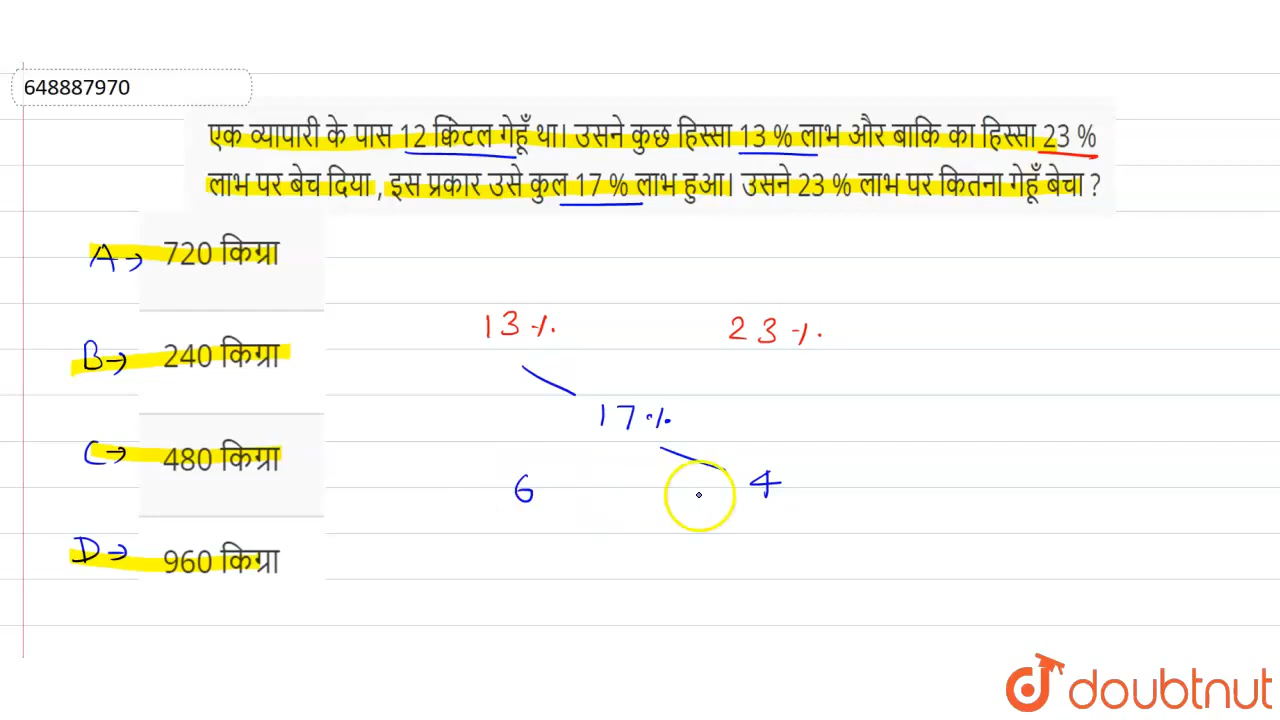 648887970
एक व्यापारी के पास 12 क्विंटल गेहूँ था। उसने कुछ हिस्सा 13 % लाभ और बाकि का हिस्सा 23 %
लाभ पर बेच दिया , इस प्रकार उसे कुल 17 % लाभ हुआ। उसने 23 % लाभ पर कितना गेहूँ बेचा ?
A→ 720 किग्रा
13 % 23 %
B→ 240 किग्रा
17 %
C→ 480 किग्रा
6 4
D→ 960 किग्रा
doubtnut